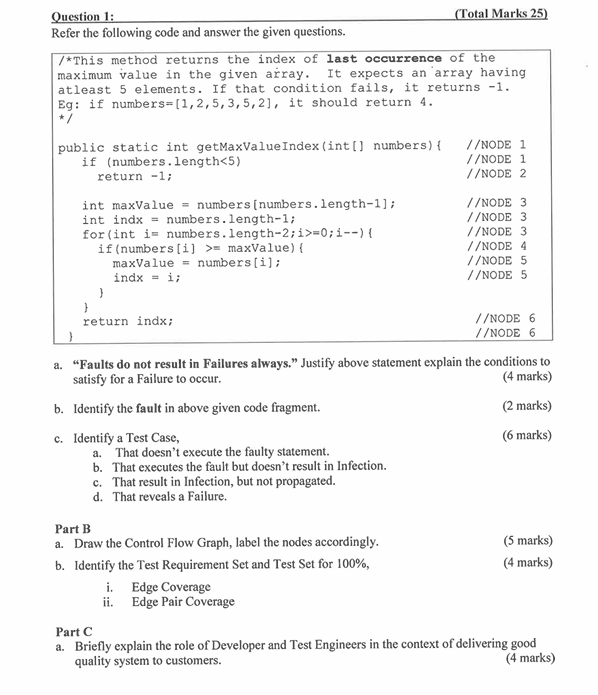 Question 1: (Total Marks 25)
Refer the following code and answer the given questions.
/*This method returns the index of last occurrence of the
maximum value in the given array. It expects an array having
atleast 5 elements. If that condition fails, it returns -1.
Eg: if numbers=[1,2,5,3,5,2], it should return 4.
*/
public static int getMaxValueIndex(int[] numbers){ //NODE 1
if (numbers.length<5) //NODE 1
return -1; //NODE 2
int maxValue = numbers[numbers.length-1]; //NODE 3
int indx = numbers.length-1; //NODE 3
for(int i= numbers.length-2;i>=0;i--){ //NODE 3
if(numbers[i] >= maxValue){ //NODE 4
maxValue = numbers[i]; //NODE 5
indx = i; //NODE 5
}
}
return indx; //NODE 6
} //NODE 6
a. “Faults do not result in Failures always.” Justify above statement explain the conditions to
satisfy for a Failure to occur. (4 marks)
b. Identify the fault in above given code fragment. (2 marks)
c. Identify a Test Case, (6 marks)
a. That doesn’t execute the faulty statement.
b. That executes the fault but doesn’t result in Infection.
c. That result in Infection, but not propagated.
d. That reveals a Failure.
Part B
a. Draw the Control Flow Graph, label the nodes accordingly. (5 marks)
b. Identify the Test Requirement Set and Test Set for 100%, (4 marks)
i. Edge Coverage
ii. Edge Pair Coverage
Part C
a. Briefly explain the role of Developer and Test Engineers in the context of delivering good
quality system to customers. (4 marks)